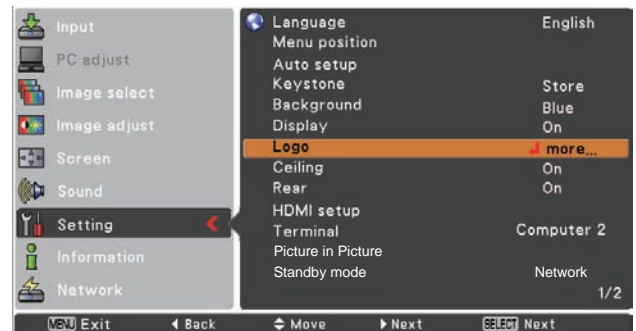 Input
PC adjust
Image select
Image adjust
Screen
Sound
Setting
Information
Network
Language English
Menu position
Auto setup
Keystone Store
Background Blue
Display On
Logo more...
Ceiling On
Rear On
HDMI setup
Terminal Computer 2
Picture in Picture
Standby mode Network
1/2
MENU Exit Back Move Next SELECT Next